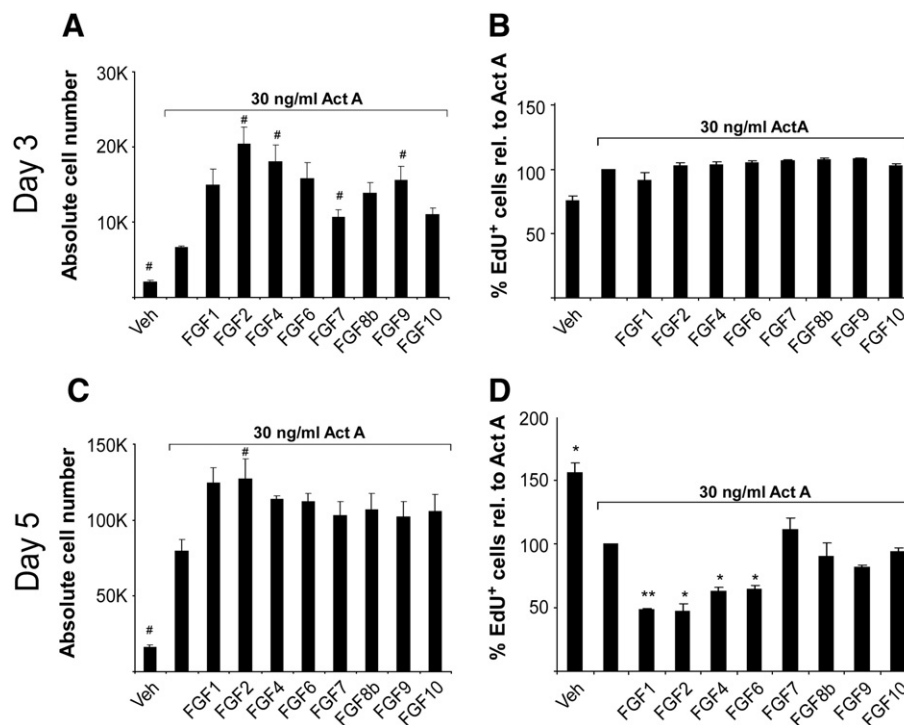 A
Day 3
Absolute cell number
30K
20K
10K
30 ng/ml Act A
#
#
#
#
#
Veh
FGF1
FGF2
FGF4
FGF6
FGF7
FGF8b
FGF9
FGF10
B
% EdU+ cells rel. to Act A
150
100
50
30 ng/ml ActA
Veh
FGF1
FGF2
FGF4
FGF6
FGF7
FGF8b
FGF9
FGF10
C
Day 5
Absolute cell number
150K
100K
50K
30 ng/ml Act A
#
#
Veh
FGF1
FGF2
FGF4
FGF6
FGF7
FGF8b
FGF9
FGF10
D
% EdU+ cells rel. to Act A
200
150
100
50
30 ng/ml Act A
*
**
*
*
*
Veh
FGF1
FGF2
FGF4
FGF6
FGF7
FGF8b
FGF9
FGF10